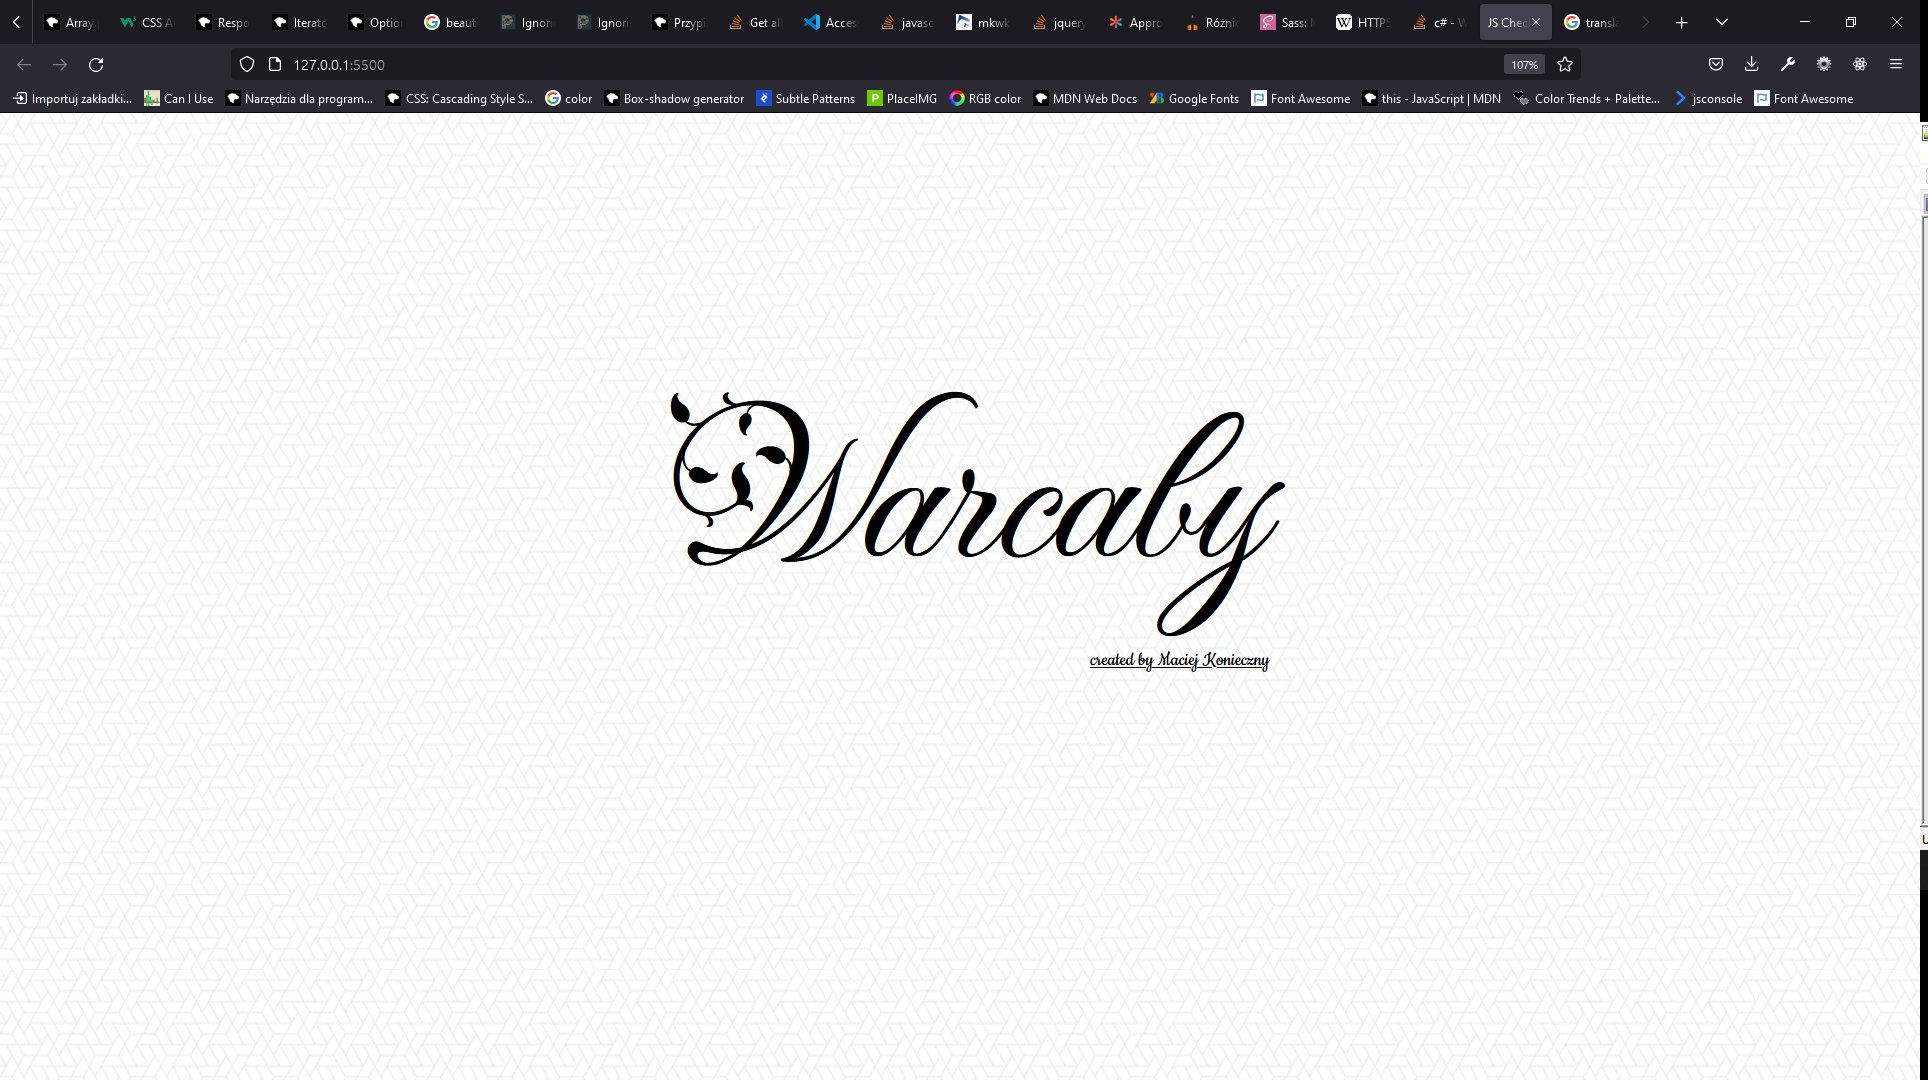 Array CSS A Respo Iterato Option beauti Ignori Ignori Przypi Get all Acces javasc mkwk jquery Appro Różnic Sass: HTTPS c# - W JS Chec transla
127.0.0.1:5500 107%
Importuj zakładki... Can I Use Narzędzia dla program... CSS: Cascading Style S... color Box-shadow generator Subtle Patterns PlaceIMG RGB color MDN Web Docs Google Fonts Font Awesome this - JavaScript | MDN Color Trends + Palette... jsconsole Font Awesome
Warcaby
created by Maciej Konieczny